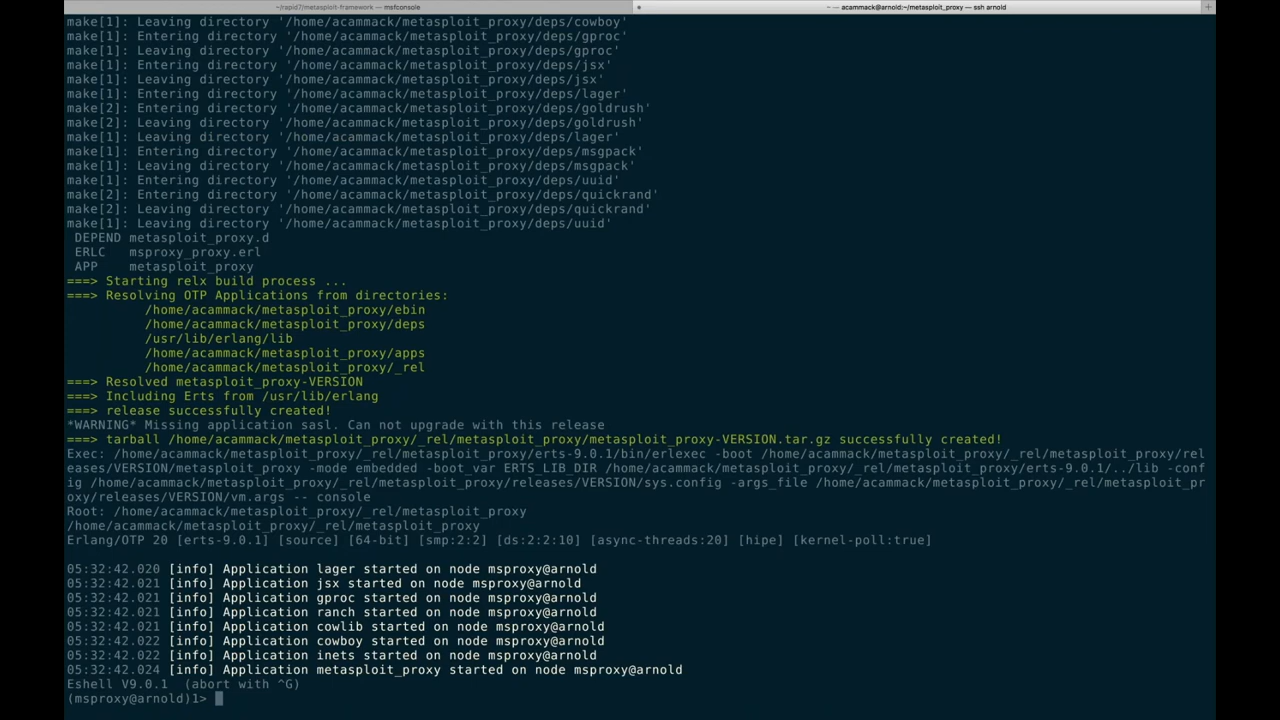 ~/rapid7/metasploit-framework — msfconsole
~ — acammack@arnold:~/metasploit_proxy — ssh arnold
make[1]: Leaving directory '/home/acammack/metasploit_proxy/deps/cowboy'
make[1]: Entering directory '/home/acammack/metasploit_proxy/deps/gproc'
make[1]: Leaving directory '/home/acammack/metasploit_proxy/deps/gproc'
make[1]: Entering directory '/home/acammack/metasploit_proxy/deps/jsx'
make[1]: Leaving directory '/home/acammack/metasploit_proxy/deps/jsx'
make[1]: Entering directory '/home/acammack/metasploit_proxy/deps/lager'
make[2]: Entering directory '/home/acammack/metasploit_proxy/deps/goldrush'
make[2]: Leaving directory '/home/acammack/metasploit_proxy/deps/goldrush'
make[1]: Leaving directory '/home/acammack/metasploit_proxy/deps/lager'
make[1]: Entering directory '/home/acammack/metasploit_proxy/deps/msgpack'
make[1]: Leaving directory '/home/acammack/metasploit_proxy/deps/msgpack'
make[1]: Entering directory '/home/acammack/metasploit_proxy/deps/uuid'
make[2]: Entering directory '/home/acammack/metasploit_proxy/deps/quickrand'
make[2]: Leaving directory '/home/acammack/metasploit_proxy/deps/quickrand'
make[1]: Leaving directory '/home/acammack/metasploit_proxy/deps/uuid'
 DEPEND metasploit_proxy.d
 ERLC   msproxy_proxy.erl
 APP    metasploit_proxy
===> Starting relx build process ...
===> Resolving OTP Applications from directories:
          /home/acammack/metasploit_proxy/ebin
          /home/acammack/metasploit_proxy/deps
          /usr/lib/erlang/lib
          /home/acammack/metasploit_proxy/apps
          /home/acammack/metasploit_proxy/_rel
===> Resolved metasploit_proxy-VERSION
===> Including Erts from /usr/lib/erlang
===> release successfully created!
*WARNING* Missing application sasl. Can not upgrade with this release
===> tarball /home/acammack/metasploit_proxy/_rel/metasploit_proxy/metasploit_proxy-VERSION.tar.gz successfully created!
Exec: /home/acammack/metasploit_proxy/_rel/metasploit_proxy/erts-9.0.1/bin/erlexec -boot /home/acammack/metasploit_proxy/_rel/metasploit_proxy/rel
eases/VERSION/metasploit_proxy -mode embedded -boot_var ERTS_LIB_DIR /home/acammack/metasploit_proxy/_rel/metasploit_proxy/erts-9.0.1/../lib -conf
ig /home/acammack/metasploit_proxy/_rel/metasploit_proxy/releases/VERSION/sys.config -args_file /home/acammack/metasploit_proxy/_rel/metasploit_pr
oxy/releases/VERSION/vm.args -- console
Root: /home/acammack/metasploit_proxy/_rel/metasploit_proxy
/home/acammack/metasploit_proxy/_rel/metasploit_proxy
Erlang/OTP 20 [erts-9.0.1] [source] [64-bit] [smp:2:2] [ds:2:2:10] [async-threads:20] [hipe] [kernel-poll:true]
05:32:42.020 [info] Application lager started on node msproxy@arnold
05:32:42.021 [info] Application jsx started on node msproxy@arnold
05:32:42.021 [info] Application gproc started on node msproxy@arnold
05:32:42.021 [info] Application ranch started on node msproxy@arnold
05:32:42.021 [info] Application cowlib started on node msproxy@arnold
05:32:42.022 [info] Application cowboy started on node msproxy@arnold
05:32:42.022 [info] Application inets started on node msproxy@arnold
05:32:42.024 [info] Application metasploit_proxy started on node msproxy@arnold
Eshell V9.0.1  (abort with ^G)
(msproxy@arnold)1>